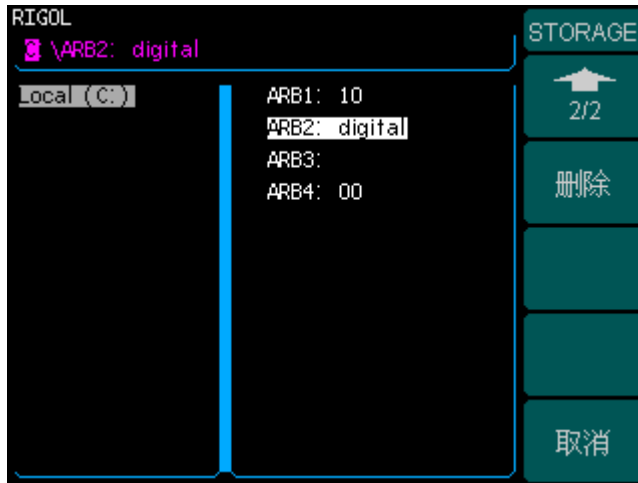 RIGOL
C \ARB2: digital
STORAGE
2/2
Local (C:)
ARB1: 10
ARB2: digital
ARB3:
ARB4: 00
删除
取消